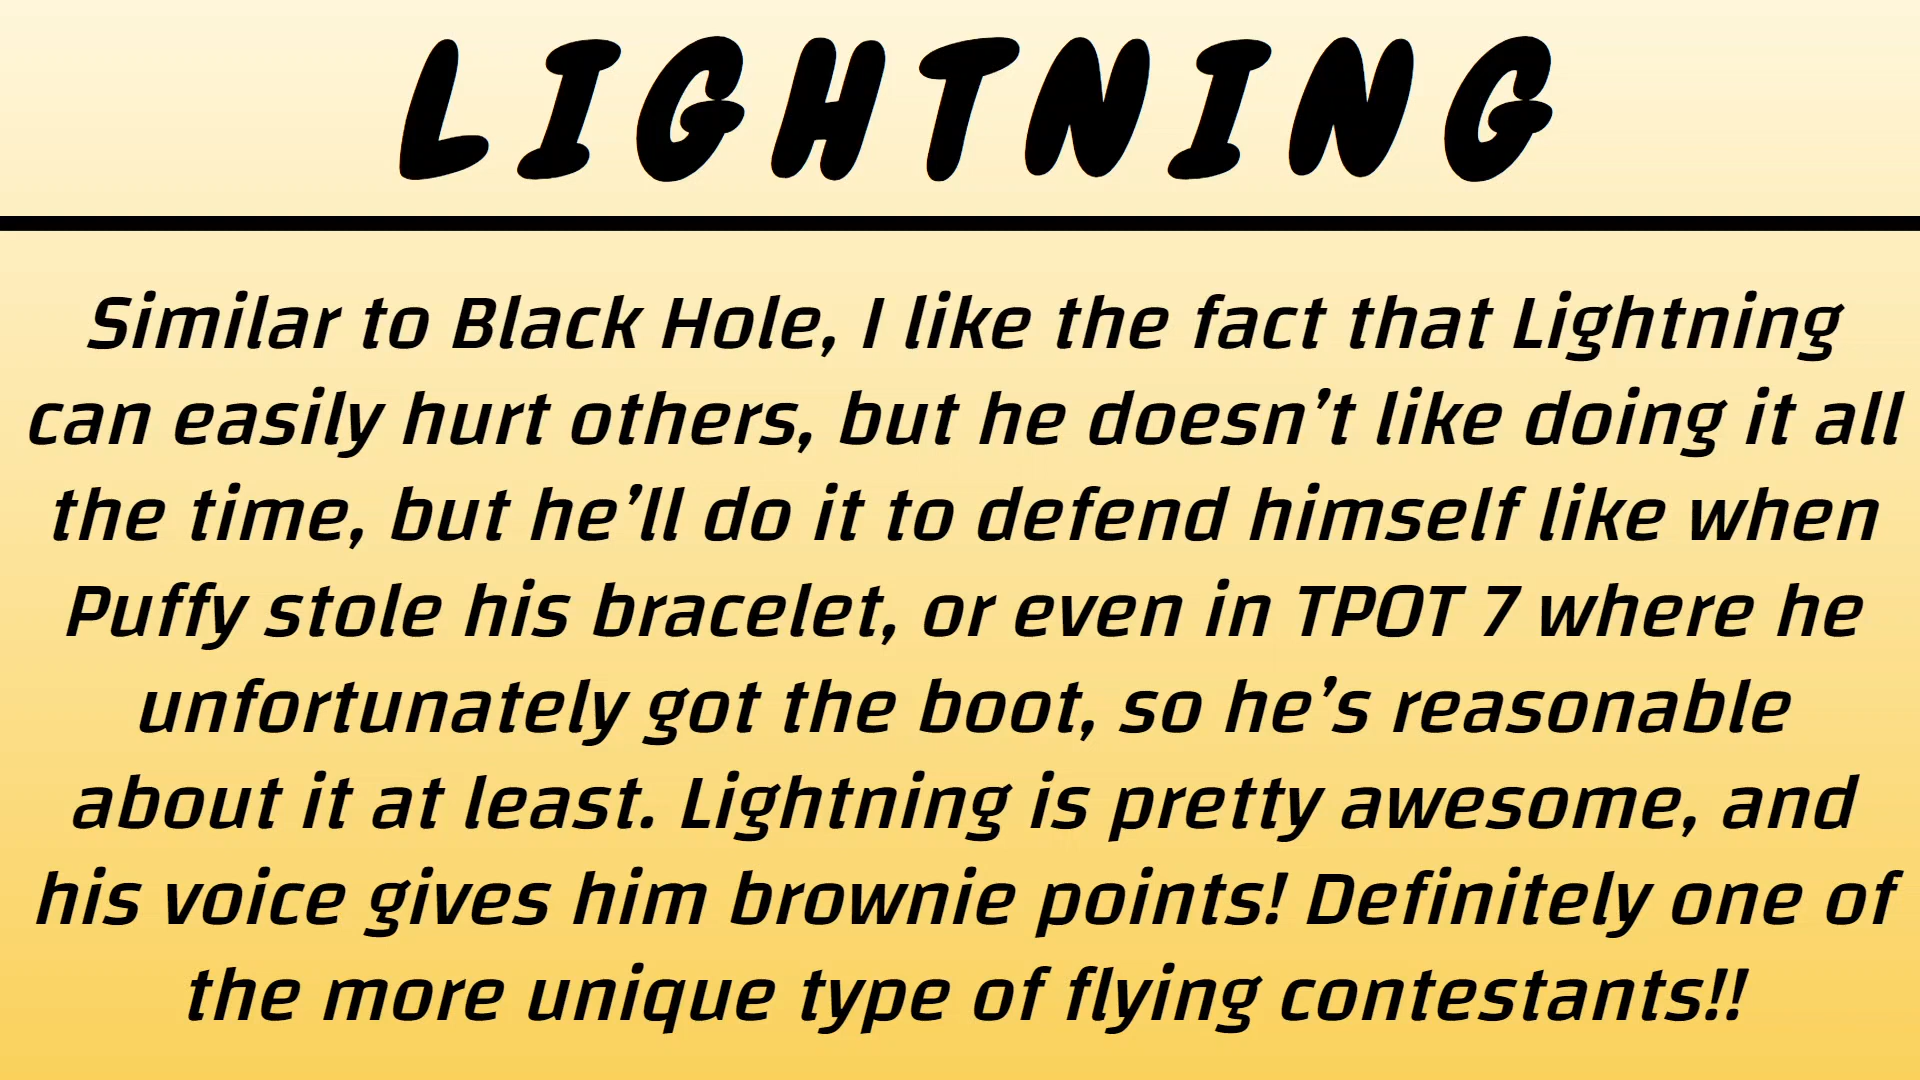 LIGHTNING
Similar to Black Hole, I like the fact that Lightning
can easily hurt others, but he doesn’t like doing it all
the time, but he’ll do it to defend himself like when
Puffy stole his bracelet, or even in TPOT 7 where he
unfortunately got the boot, so he’s reasonable
about it at least. Lightning is pretty awesome, and
his voice gives him brownie points! Definitely one of
the more unique type of flying contestants!!